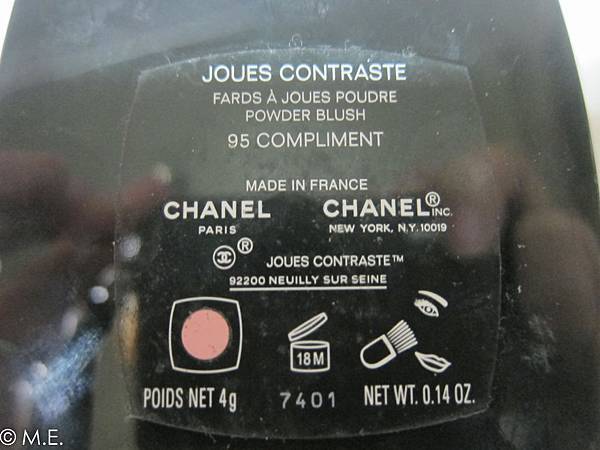 JOUES CONTRASTE
FARDS À JOUES POUDRE
POWDER BLUSH
95 COMPLIMENT
MADE IN FRANCE
CHANEL CHANEL® INC.
PARIS NEW YORK, N.Y. 10019
® JOUES CONTRASTE™
92200 NEUILLY SUR SEINE
18 M
POIDS NET 4g 7401 NET WT. 0.14 OZ.
© M.E.